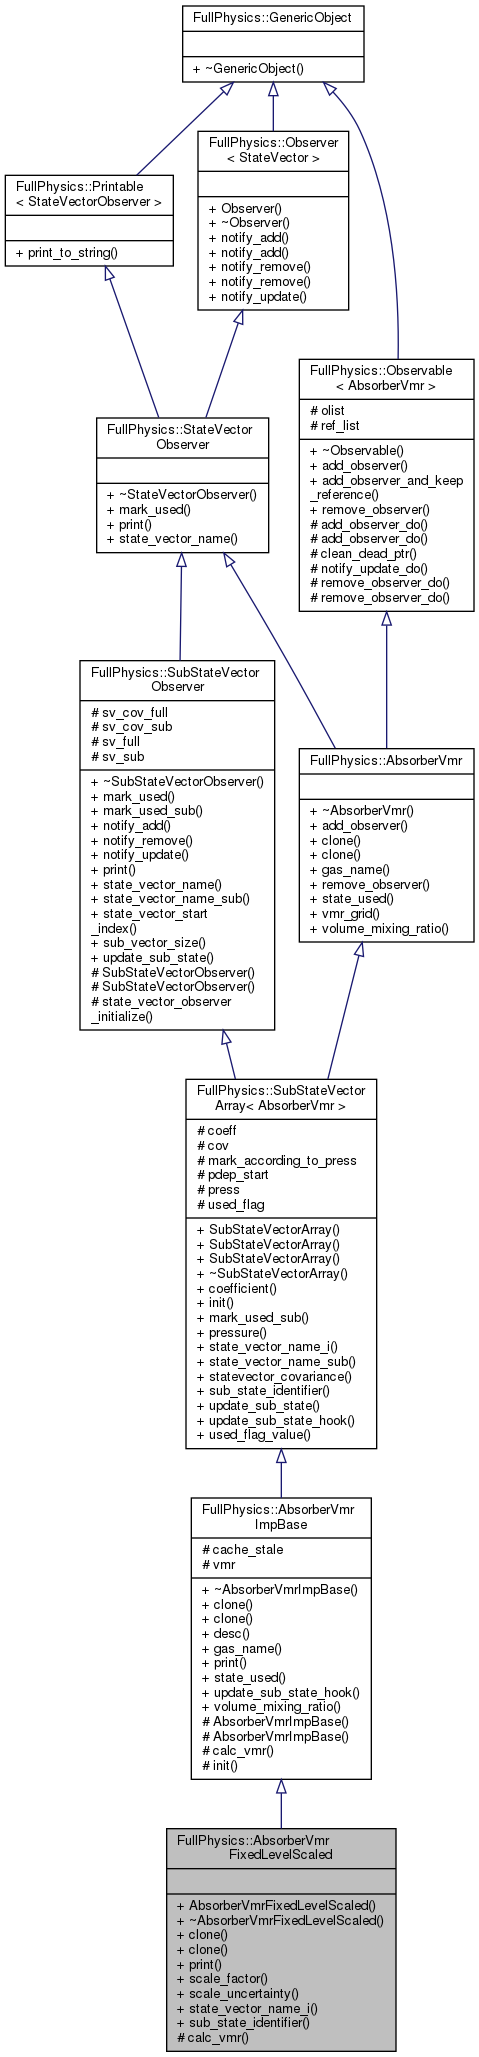 FullPhysics::GenericObject
+ ~GenericObject()
FullPhysics::Observer
< StateVector >
+ Observer()
+ ~Observer()
+ notify_add()
+ notify_add()
+ notify_remove()
+ notify_remove()
+ notify_update()
FullPhysics::Printable
< StateVectorObserver >
+ print_to_string()
FullPhysics::Observable
< AbsorberVmr >
# olist
# ref_list
+ ~Observable()
+ add_observer()
+ add_observer_and_keep
_reference()
+ remove_observer()
# add_observer_do()
# add_observer_do()
# clean_dead_ptr()
# notify_update_do()
# remove_observer_do()
# remove_observer_do()
FullPhysics::StateVector
Observer
+ ~StateVectorObserver()
+ mark_used()
+ print()
+ state_vector_name()
FullPhysics::SubStateVector
Observer
# sv_cov_full
# sv_cov_sub
# sv_full
# sv_sub
+ ~SubStateVectorObserver()
+ mark_used()
+ mark_used_sub()
+ notify_add()
+ notify_remove()
+ notify_update()
+ print()
+ state_vector_name()
+ state_vector_name_sub()
+ state_vector_start
_index()
+ sub_vector_size()
+ update_sub_state()
# SubStateVectorObserver()
# SubStateVectorObserver()
# state_vector_observer
_initialize()
FullPhysics::AbsorberVmr
+ ~AbsorberVmr()
+ add_observer()
+ clone()
+ clone()
+ gas_name()
+ remove_observer()
+ state_used()
+ vmr_grid()
+ volume_mixing_ratio()
FullPhysics::SubStateVector
Array< AbsorberVmr >
# coeff
# cov
# mark_according_to_press
# pdep_start
# press
# used_flag
+ SubStateVectorArray()
+ SubStateVectorArray()
+ SubStateVectorArray()
+ ~SubStateVectorArray()
+ coefficient()
+ init()
+ mark_used_sub()
+ pressure()
+ state_vector_name_i()
+ state_vector_name_sub()
+ statevector_covariance()
+ sub_state_identifier()
+ update_sub_state()
+ update_sub_state_hook()
+ used_flag_value()
FullPhysics::AbsorberVmr
ImpBase
# cache_stale
# vmr
+ ~AbsorberVmrImpBase()
+ clone()
+ clone()
+ desc()
+ gas_name()
+ print()
+ state_used()
+ update_sub_state_hook()
+ volume_mixing_ratio()
# AbsorberVmrImpBase()
# AbsorberVmrImpBase()
# calc_vmr()
# init()
FullPhysics::AbsorberVmr
FixedLevelScaled
+ AbsorberVmrFixedLevelScaled()
+ ~AbsorberVmrFixedLevelScaled()
+ clone()
+ clone()
+ print()
+ scale_factor()
+ scale_uncertainty()
+ state_vector_name_i()
+ sub_state_identifier()
# calc_vmr()